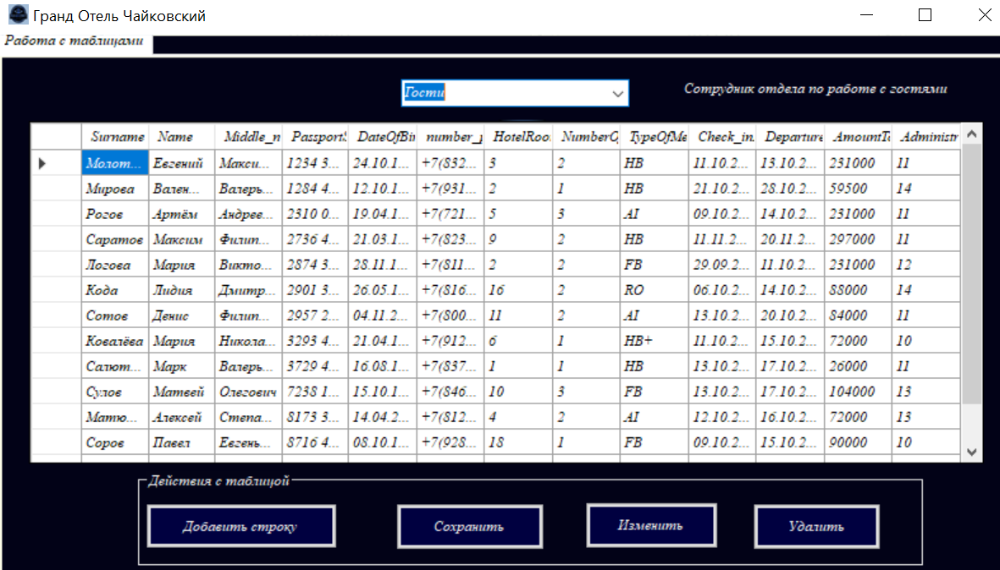 Гранд Отель Чайковский
Работа с таблицами
Гости
Сотрудник отдела по работе с гостями
Surname Name Middle_n PassportS DateOfBir number_p HotelRoo NumberO TypeOfMe Check_in Departure AmountTo Administr
Молот... Евгений Макси... 1234 3... 24.10.1... +7(832... 3 2 HB 11.10.2... 13.10.2... 231000 11
Мирова Вален... Валерь... 1284 4... 12.10.1... +7(931... 2 1 HB 21.10.2... 28.10.2... 59500 14
Рогов Артём Андрее... 2310 0... 19.04.1... +7(721... 5 3 AI 09.10.2... 14.10.2... 231000 11
Саратов Максим Филип... 2736 4... 21.03.1... +7(823... 9 2 HB 11.11.2... 20.11.2... 297000 11
Логова Мария Викто... 2874 3... 28.11.1... +7(811... 2 2 FB 29.09.2... 11.10.2... 231000 12
Кода Лидия Дмитр... 2901 3... 26.05.1... +7(816... 16 2 RO 06.10.2... 14.10.2... 88000 14
Сотов Денис Филип... 2957 2... 04.11.2... +7(800... 11 2 AI 13.10.2... 20.10.2... 84000 11
Ковалёва Мария Никола... 3293 4... 21.04.1... +7(912... 6 1 HB+ 11.10.2... 15.10.2... 72000 10
Салют... Марк Валерь... 3729 4... 16.08.1... +7(837... 1 1 HB 13.10.2... 17.10.2... 26000 11
Сулов Матвей Олегович 7238 1... 15.10.1... +7(846... 10 3 FB 13.10.2... 17.10.2... 104000 13
Матю... Алексей Степа... 8173 3... 14.04.2... +7(812... 4 2 AI 12.10.2... 16.10.2... 72000 13
Соров Павел Евгень... 8716 4... 08.10.1... +7(928... 18 1 FB 09.10.2... 15.10.2... 90000 10
Действия с таблицой
Добавить строку Сохранить Изменить Удалить